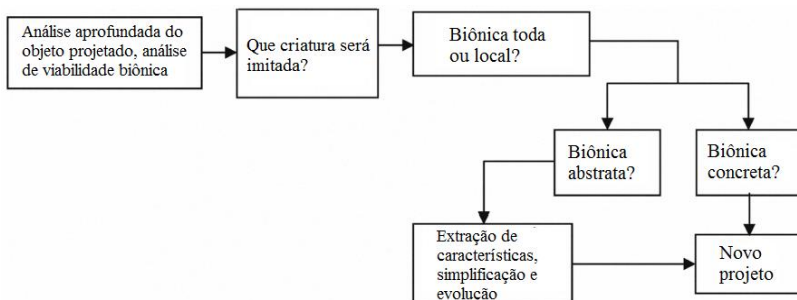 Análise aprofundada do
objeto projetado, análise
de viabilidade biônica
Que criatura será
imitada?
Biônica toda
ou local?
Biônica
abstrata?
Biônica
concreta?
Extração de
características,
simplificação e
evolução
Novo
projeto